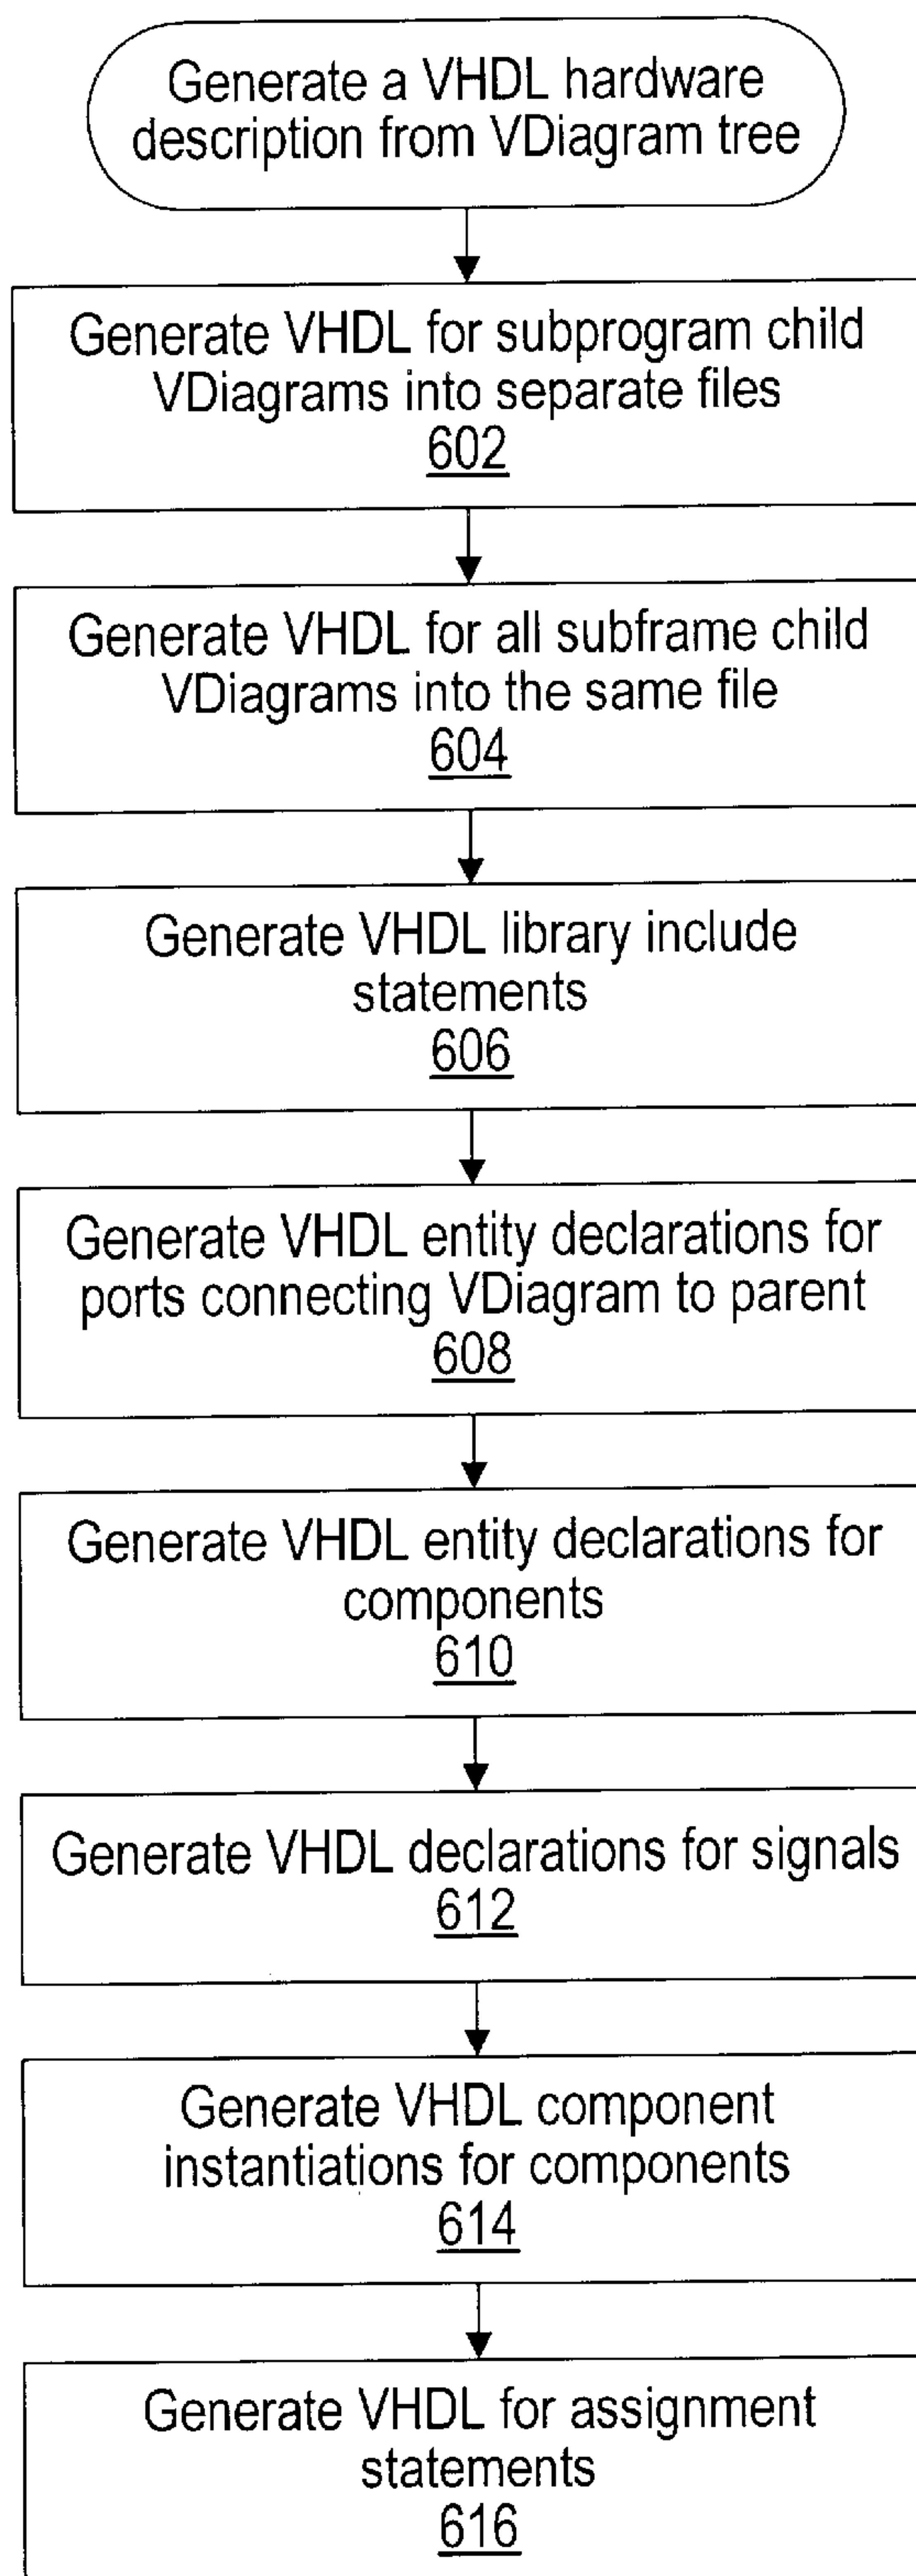 Generate a VHDL hardware
description from VDiagram tree
Generate VHDL for subprogram child
VDiagrams into separate files
602
Generate VHDL for all subframe child
VDiagrams into the same file
604
Generate VHDL library include
statements
606
Generate VHDL entity declarations for
ports connecting VDiagram to parent
608
Generate VHDL entity declarations for
components
610
Generate VHDL declarations for signals
612
Generate VHDL component
instantiations for components
614
Generate VHDL for assignment
statements
616